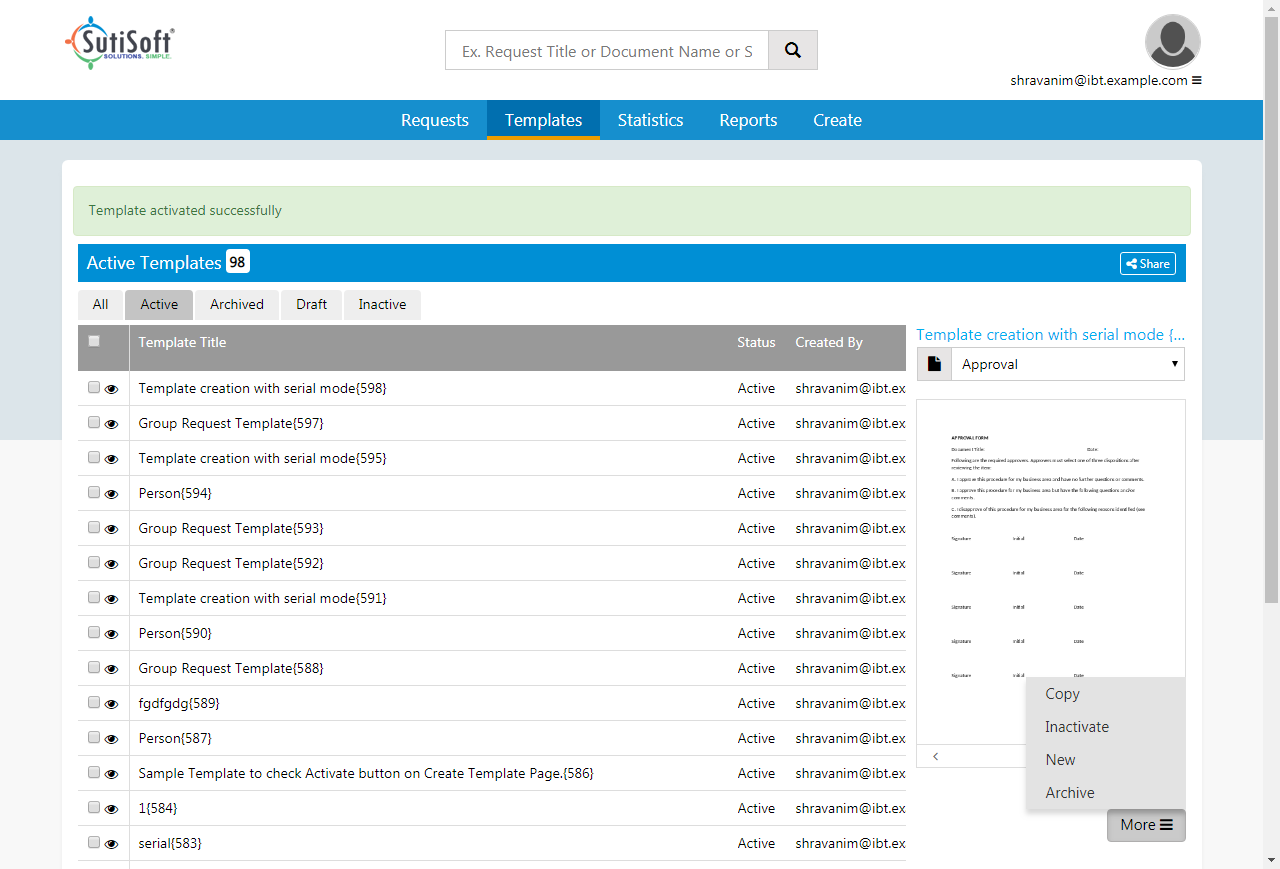 SutiSoft®
SOLUTIONS. SIMPLE.
Ex. Request Title or Document Name or S
shravanim@ibt.example.com
Requests
Templates
Statistics
Reports
Create
Template activated successfully
Active Templates 98
Share
All
Active
Archived
Draft
Inactive
Template Title Status Created By
Template creation with serial mode{598} Active shravanim@ibt.ex
Group Request Template{597} Active shravanim@ibt.ex
Template creation with serial mode{595} Active shravanim@ibt.ex
Person{594} Active shravanim@ibt.ex
Group Request Template{593} Active shravanim@ibt.ex
Group Request Template{592} Active shravanim@ibt.ex
Template creation with serial mode{591} Active shravanim@ibt.ex
Person{590} Active shravanim@ibt.ex
Group Request Template{588} Active shravanim@ibt.ex
fgdfgdg{589} Active shravanim@ibt.ex
Person{587} Active shravanim@ibt.ex
Sample Template to check Activate button on Create Template Page.{586} Active shravanim@ibt.ex
1{584} Active shravanim@ibt.ex
serial{583} Active shravanim@ibt.ex
Template creation with serial mode {...
Approval
APPROVAL FORM
Document Title: Date:
Following are the required approvers. Approvers must select one of three dispositions after
reviewing the item:
A. I approve this procedure for my business area and have no further questions or comments.
B. I approve this procedure for my business area but have the following questions and/or
comments.
C. I disapprove of this procedure for my business area for the following reasons identified (see
comments).
Signature Initial Date
Signature Initial Date
Signature Initial Date
Signature Initial Date
Signature Initial Date
Copy
Inactivate
New
Archive
More